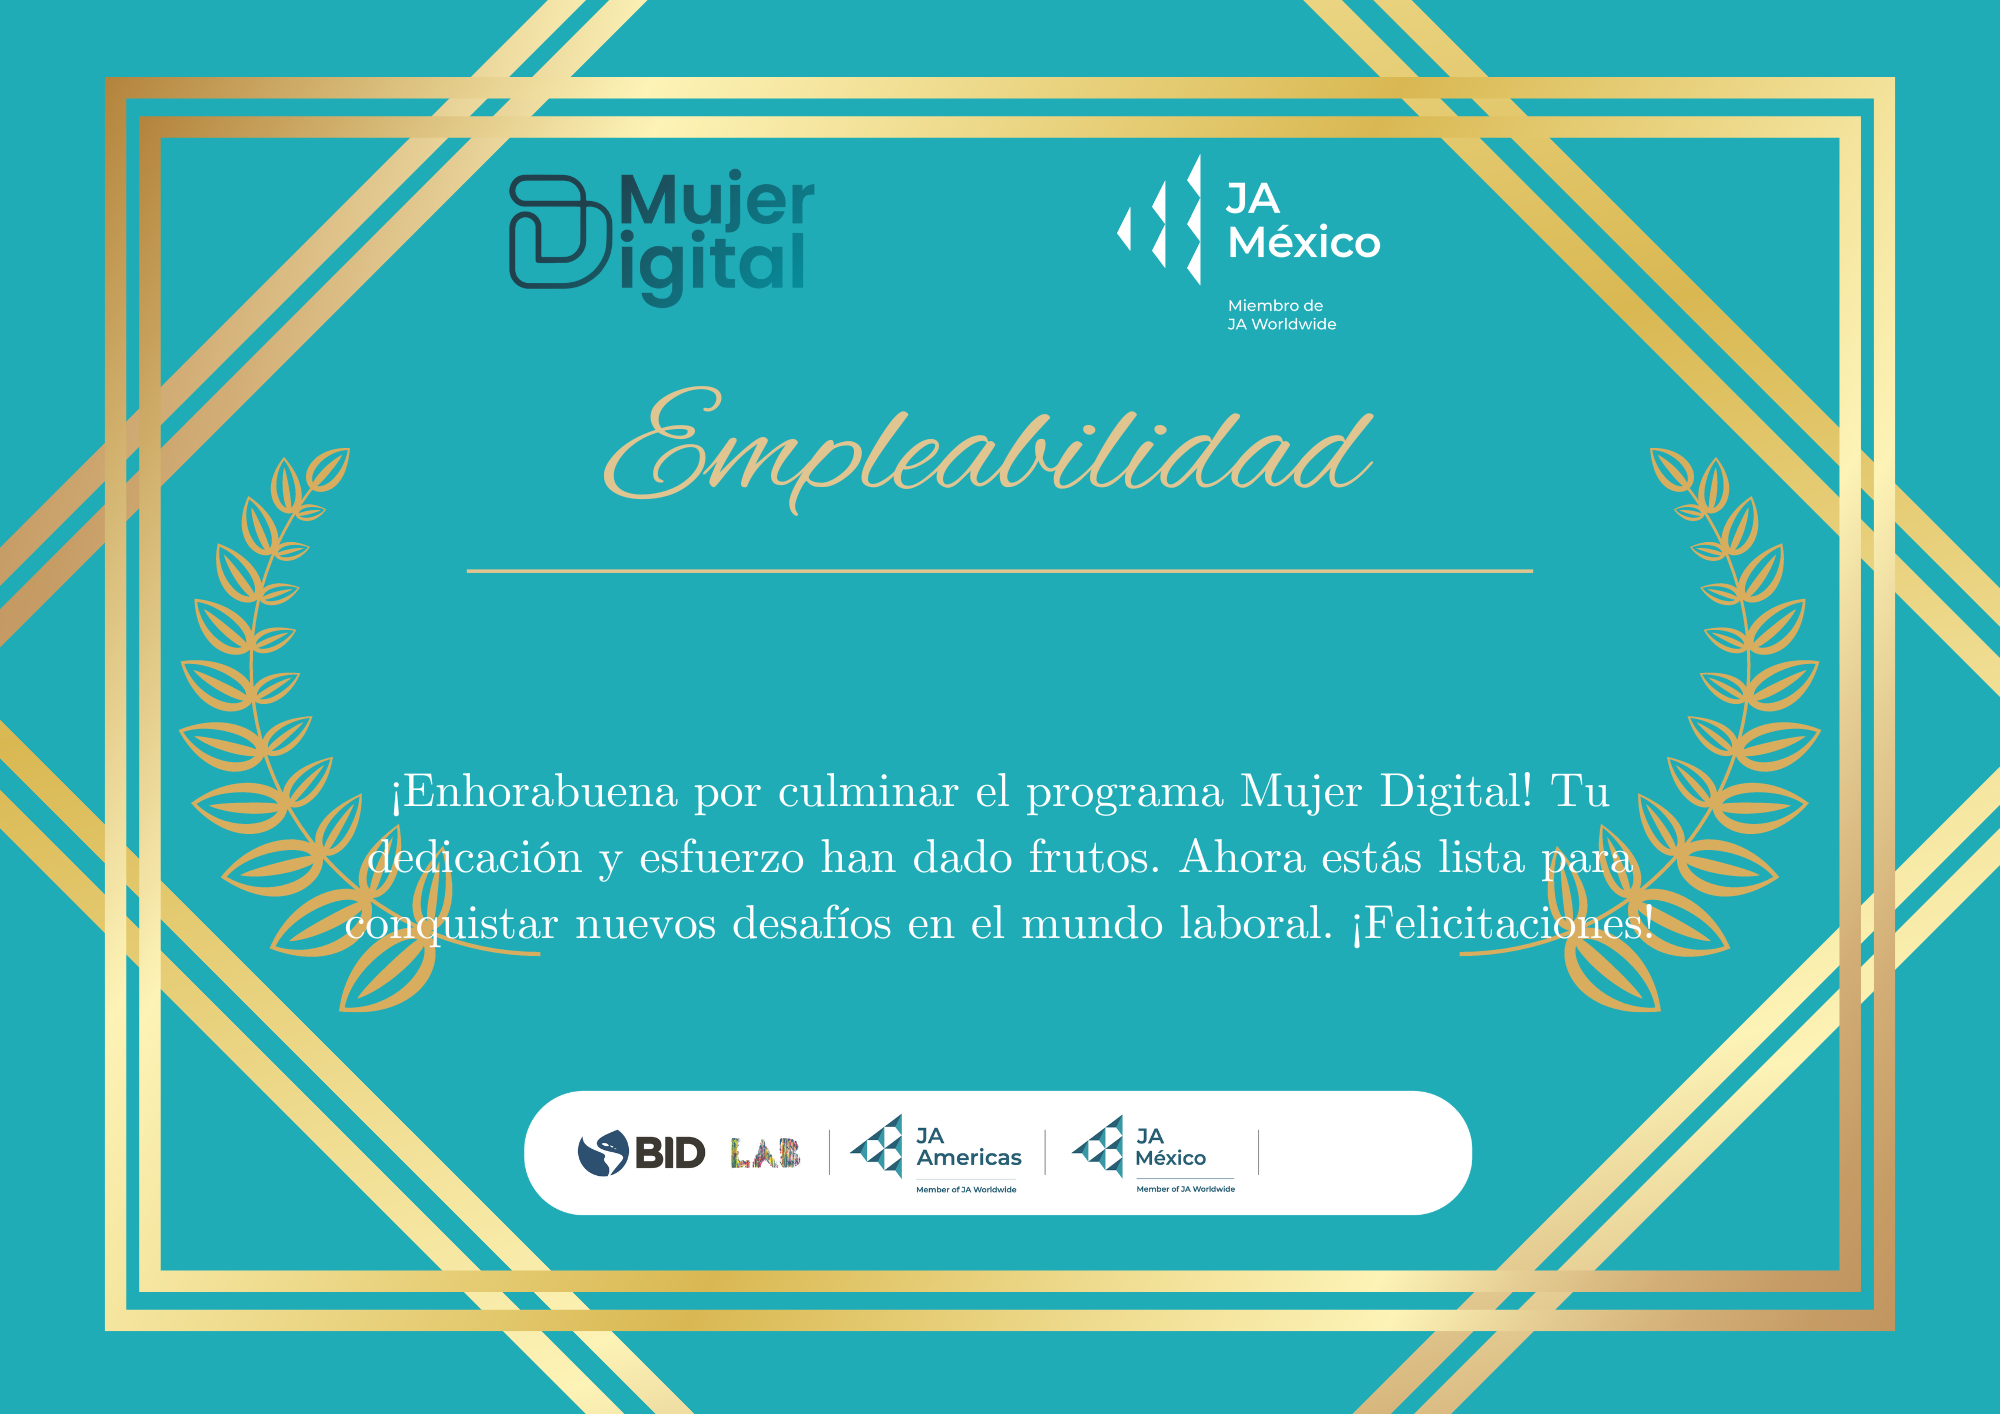 Mujer
Digital
JA
México
Miembro de
JA Worldwide
Empleabilidad
¡Enhorabuena por culminar el programa Mujer Digital! Tu
dedicación y esfuerzo han dado frutos. Ahora estás lista para
conquistar nuevos desafíos en el mundo laboral. ¡Felicitaciones!
BID LAB
JA
Americas
Member of JA Worldwide
JA
México
Member of JA Worldwide